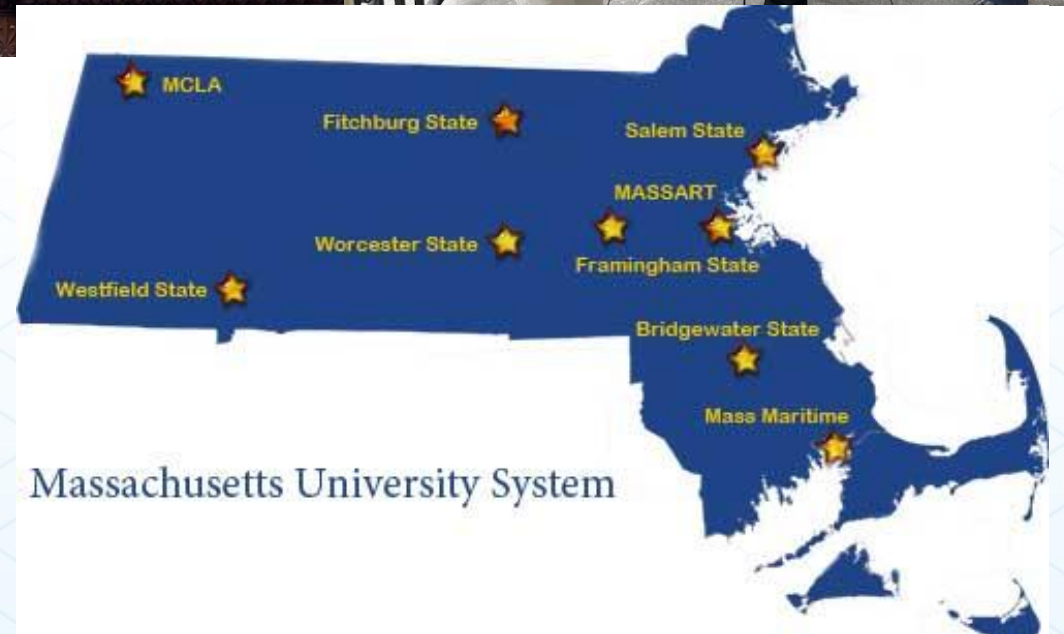 MCLA
Fitchburg State
Salem State
MASSART
Worcester State
Framingham State
Westfield State
Bridgewater State
Mass Maritime
Massachusetts University System